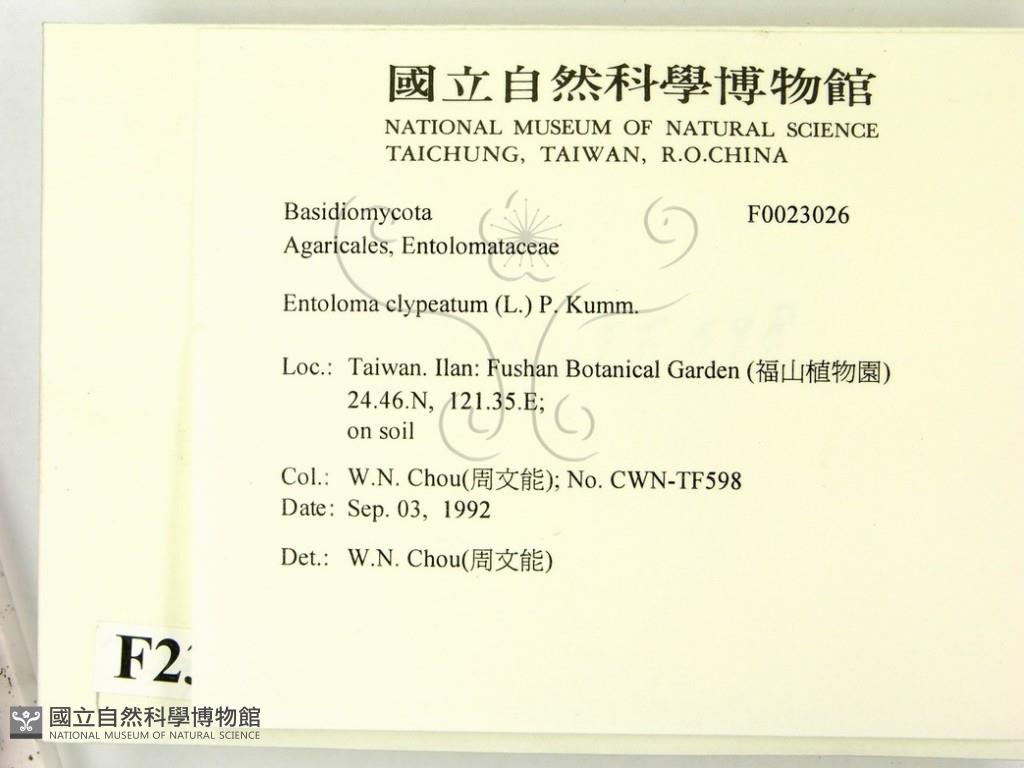 國立自然科學博物館
NATIONAL MUSEUM OF NATURAL SCIENCE
TAICHUNG, TAIWAN, R.O.CHINA
Basidiomycota F0023026
Agaricales, Entolomataceae
Entoloma clypeatum (L.) P. Kumm.
Loc.: Taiwan. Ilan: Fushan Botanical Garden (福山植物園)
24.46.N, 121.35.E;
on soil
Col.: W.N. Chou(周文能); No. CWN-TF598
Date: Sep. 03, 1992
Det.: W.N. Chou(周文能)
國立自然科學博物館
NATIONAL MUSEUM OF NATURAL SCIENCE